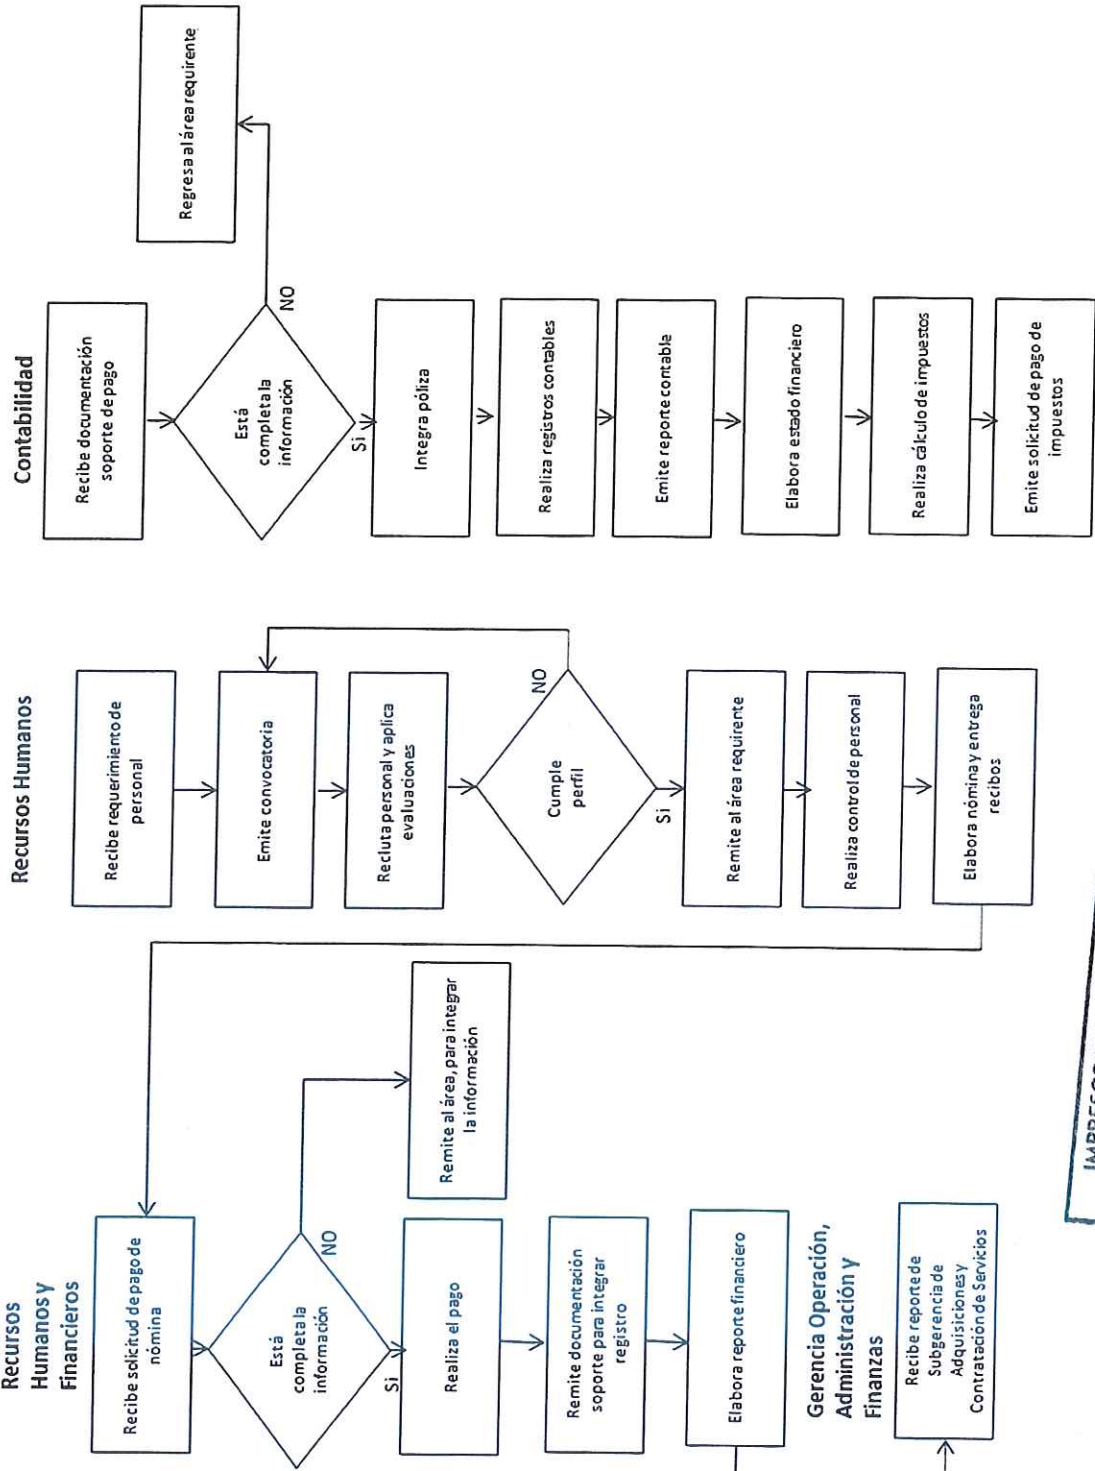 Recursos
Humanos y
Financieros
Recibe solicitud de pago de
nómina
Está
completa la
información
NO
Si
Remite al área, para integrar
la información
Realiza el pago
Remite documentación
soporte para integrar
registro
Elabora reporte financiero
Gerencia Operación,
Administración y
Finanzas
Recibe reporte de
Subgerencia de
Adquisiciones y
Contratación de Servicios
Recursos Humanos
Recibe requerimiento de
personal
Emite convocatoria
Recluta personal y aplica
evaluaciones
Cumple
perfil
NO
Si
Remite al área requirente
Realiza control de personal
Elabora nómina y entrega
recibos
Contabilidad
Recibe documentación
soporte de pago
Está
completa la
información
NO
Regresa al área requirente
Si
Integra póliza
Realiza registros contables
Emite reporte contable
Elabora estado financiero
Realiza cálculo de impuestos
Emite solicitud de pago de
impuestos